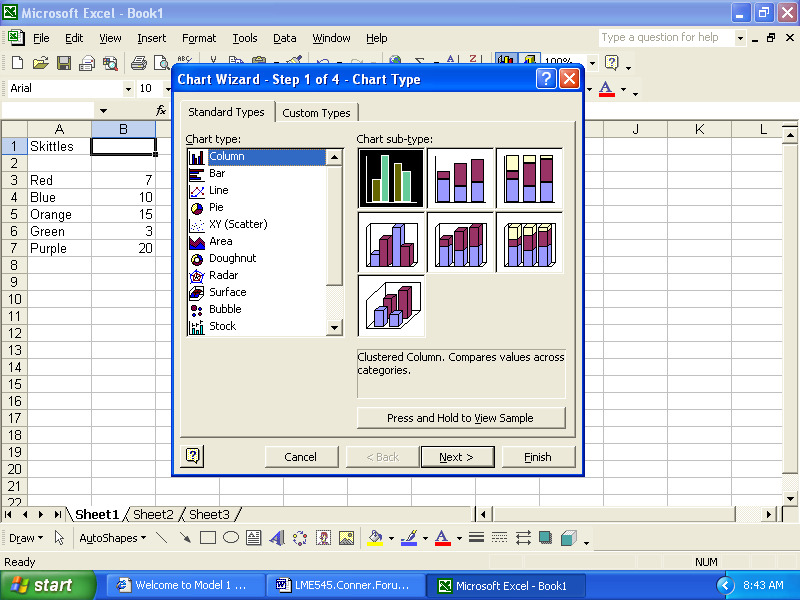 Microsoft Excel - Book1
File Edit View Insert Format Tools Data Window Help
Type a question for help
100%
Arial 10
fx
A B J K L
1 Skittles
2
3 Red 7
4 Blue 10
5 Orange 15
6 Green 3
7 Purple 20
8
9
10
11
12
13
14
15
16
17
18
19
20
21
22
Chart Wizard - Step 1 of 4 - Chart Type
Standard Types Custom Types
Chart type:
Column
Bar
Line
Pie
XY (Scatter)
Area
Doughnut
Radar
Surface
Bubble
Stock
Chart sub-type:
Clustered Column. Compares values across
categories.
Press and Hold to View Sample
Cancel < Back Next > Finish
Sheet1 Sheet2 Sheet3
Draw AutoShapes
Ready NUM
start Welcome to Model 1 ... LME545.Conner.Foru... Microsoft Excel - Book1 8:43 AM